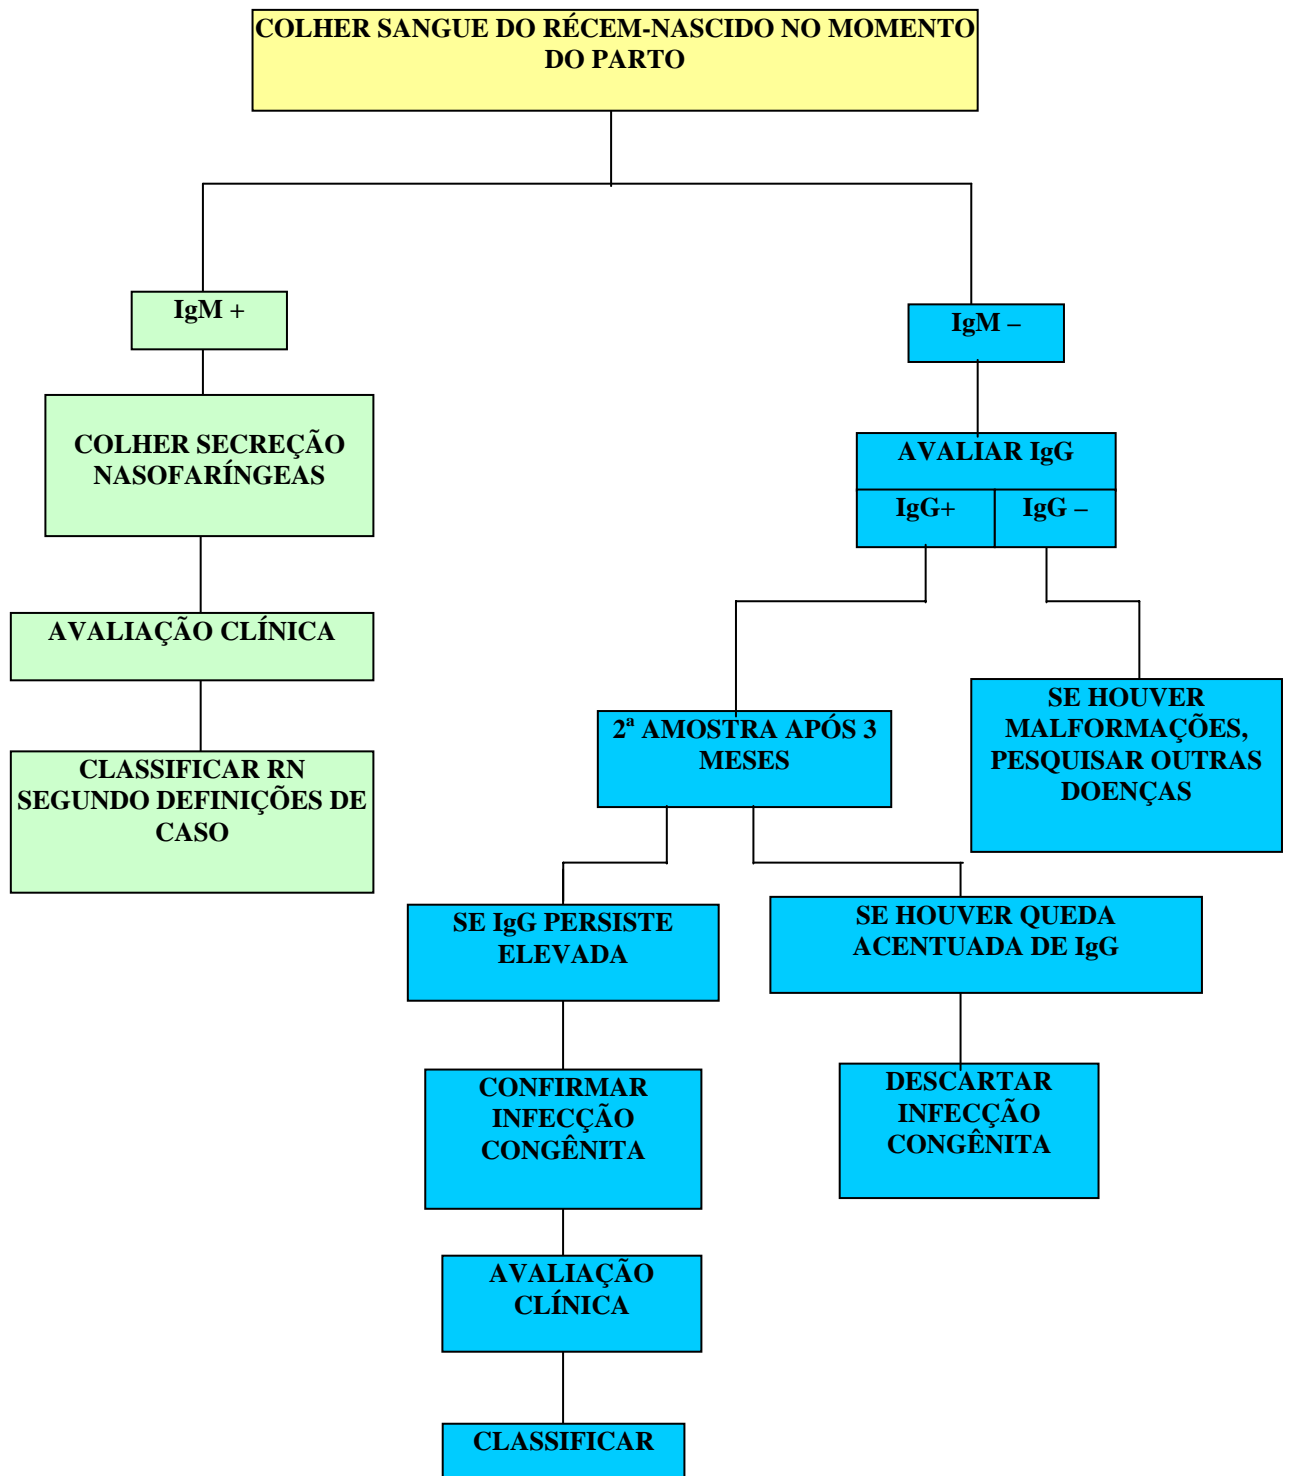 COLHER SANGUE DO RÉCEM-NASCIDO NO MOMENTO
DO PARTO
IgM +
IgM –
COLHER SECREÇÃO
NASOFARÍNGEAS
AVALIAR IgG
IgG+
IgG –
AVALIAÇÃO CLÍNICA
CLASSIFICAR RN
SEGUNDO DEFINIÇÕES DE
CASO
2ª AMOSTRA APÓS 3
MESES
SE HOUVER
MALFORMAÇÕES,
PESQUISAR OUTRAS
DOENÇAS
SE IgG PERSISTE
ELEVADA
SE HOUVER QUEDA
ACENTUADA DE IgG
CONFIRMAR
INFECÇÃO
CONGÊNITA
DESCARTAR
INFECÇÃO
CONGÊNITA
AVALIAÇÃO
CLÍNICA
CLASSIFICAR